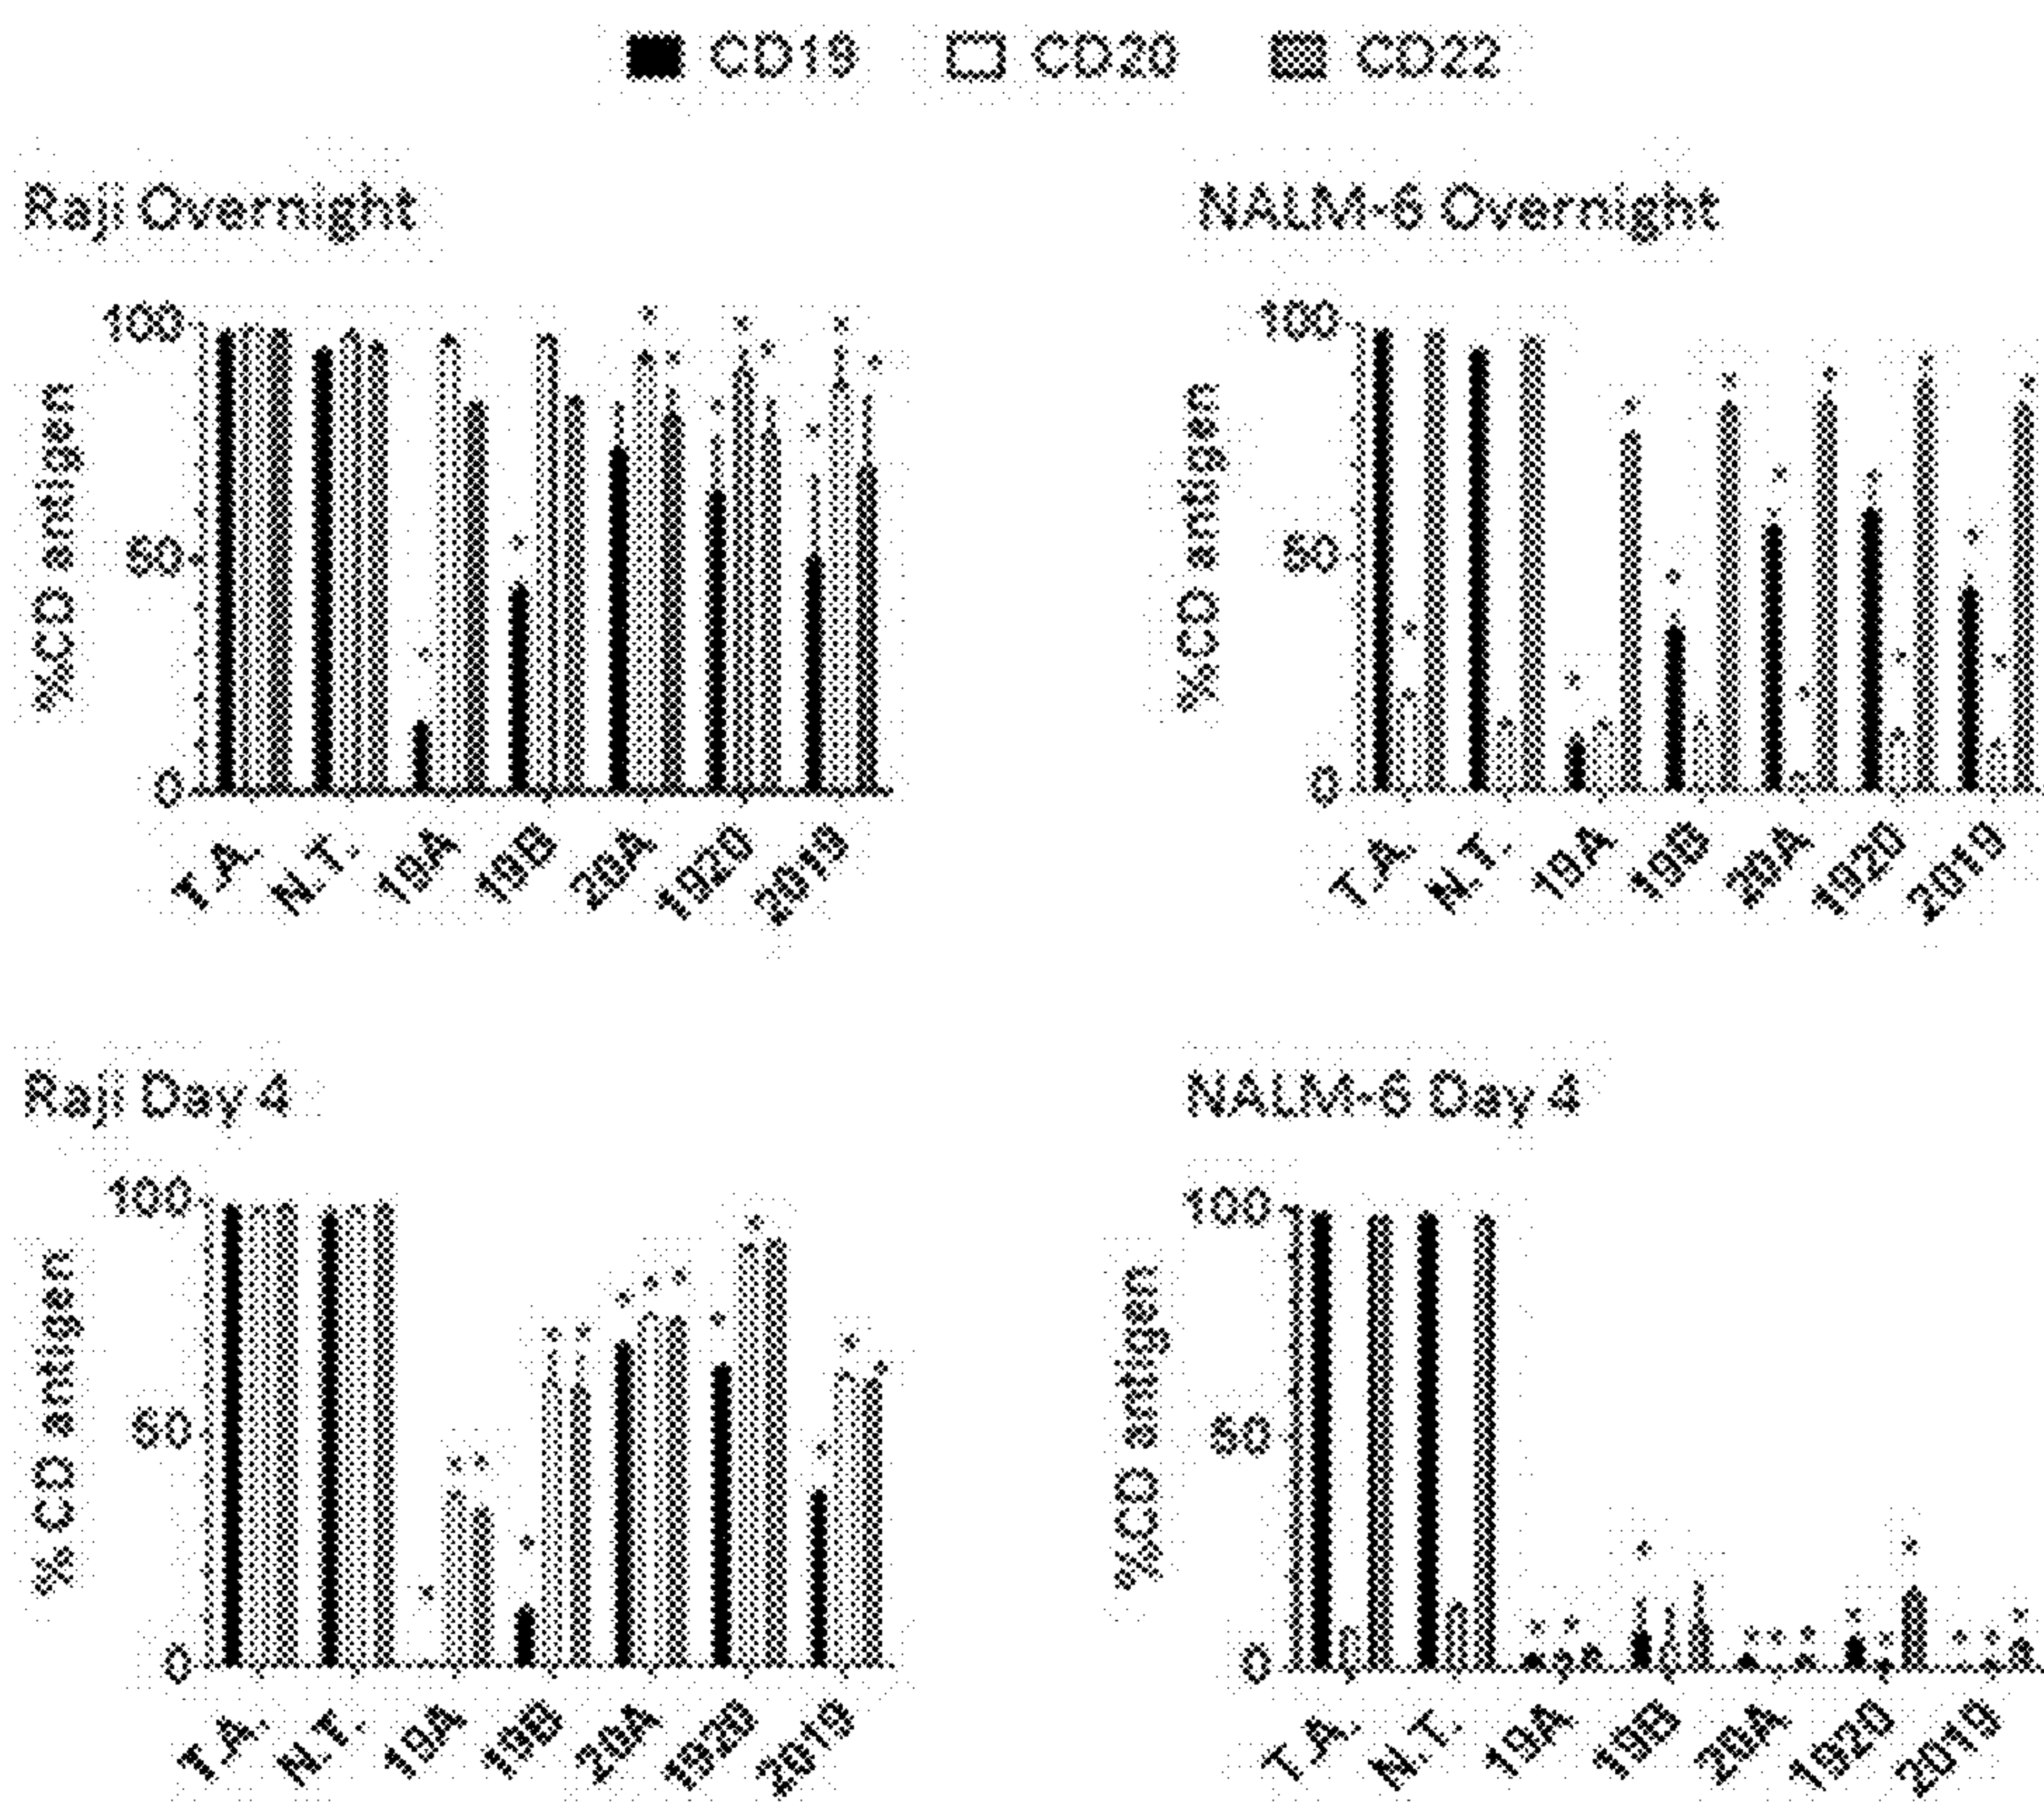 CD19 CD20 CD22
Raji Overnight
%CD antigen
100
50
0
T.A. N.T. 19A 19B 20A 1920 2019
NALM-6 Overnight
%CD antigen
100
50
0
T.A. N.T. 19A 19B 20A 1920 2019
Raji Day 4
% CD antigen
100
50
0
T.A. N.T. 19A 19B 20A 1920 2019
NALM-6 Day 4
%CD antigen
100
50
0
T.A. N.T. 19A 19B 20A 1920 2019